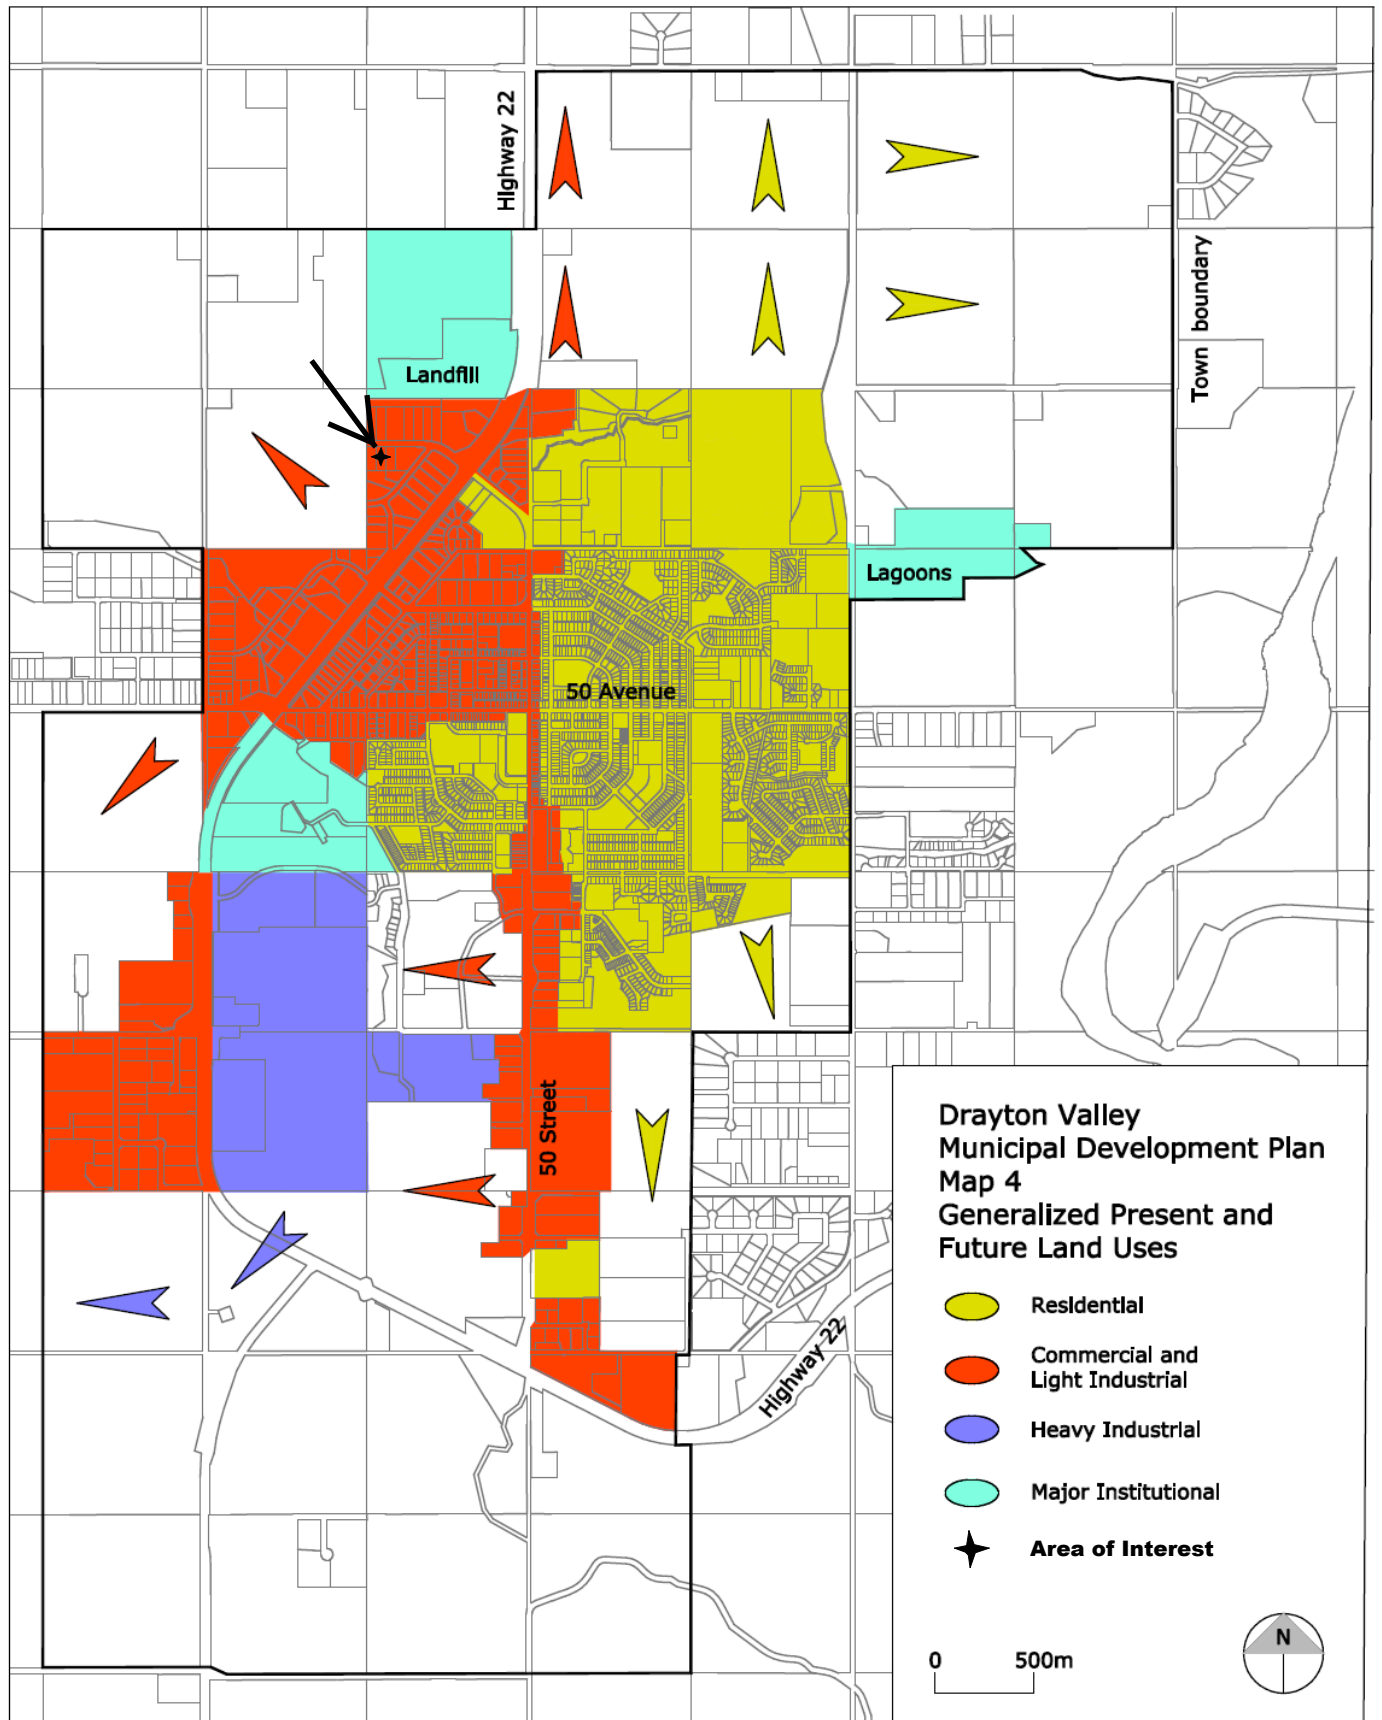 HIghway 22
Town boundary
Landfill
Lagoons
50 Avenue
50 Street
Highway 22
Drayton Valley
Municipal Development Plan
Map 4
Generalized Present and
Future Land Uses
Residential
Commercial and
Light Industrial
Heavy Industrial
Major Institutional
Area of Interest
0 500m
N